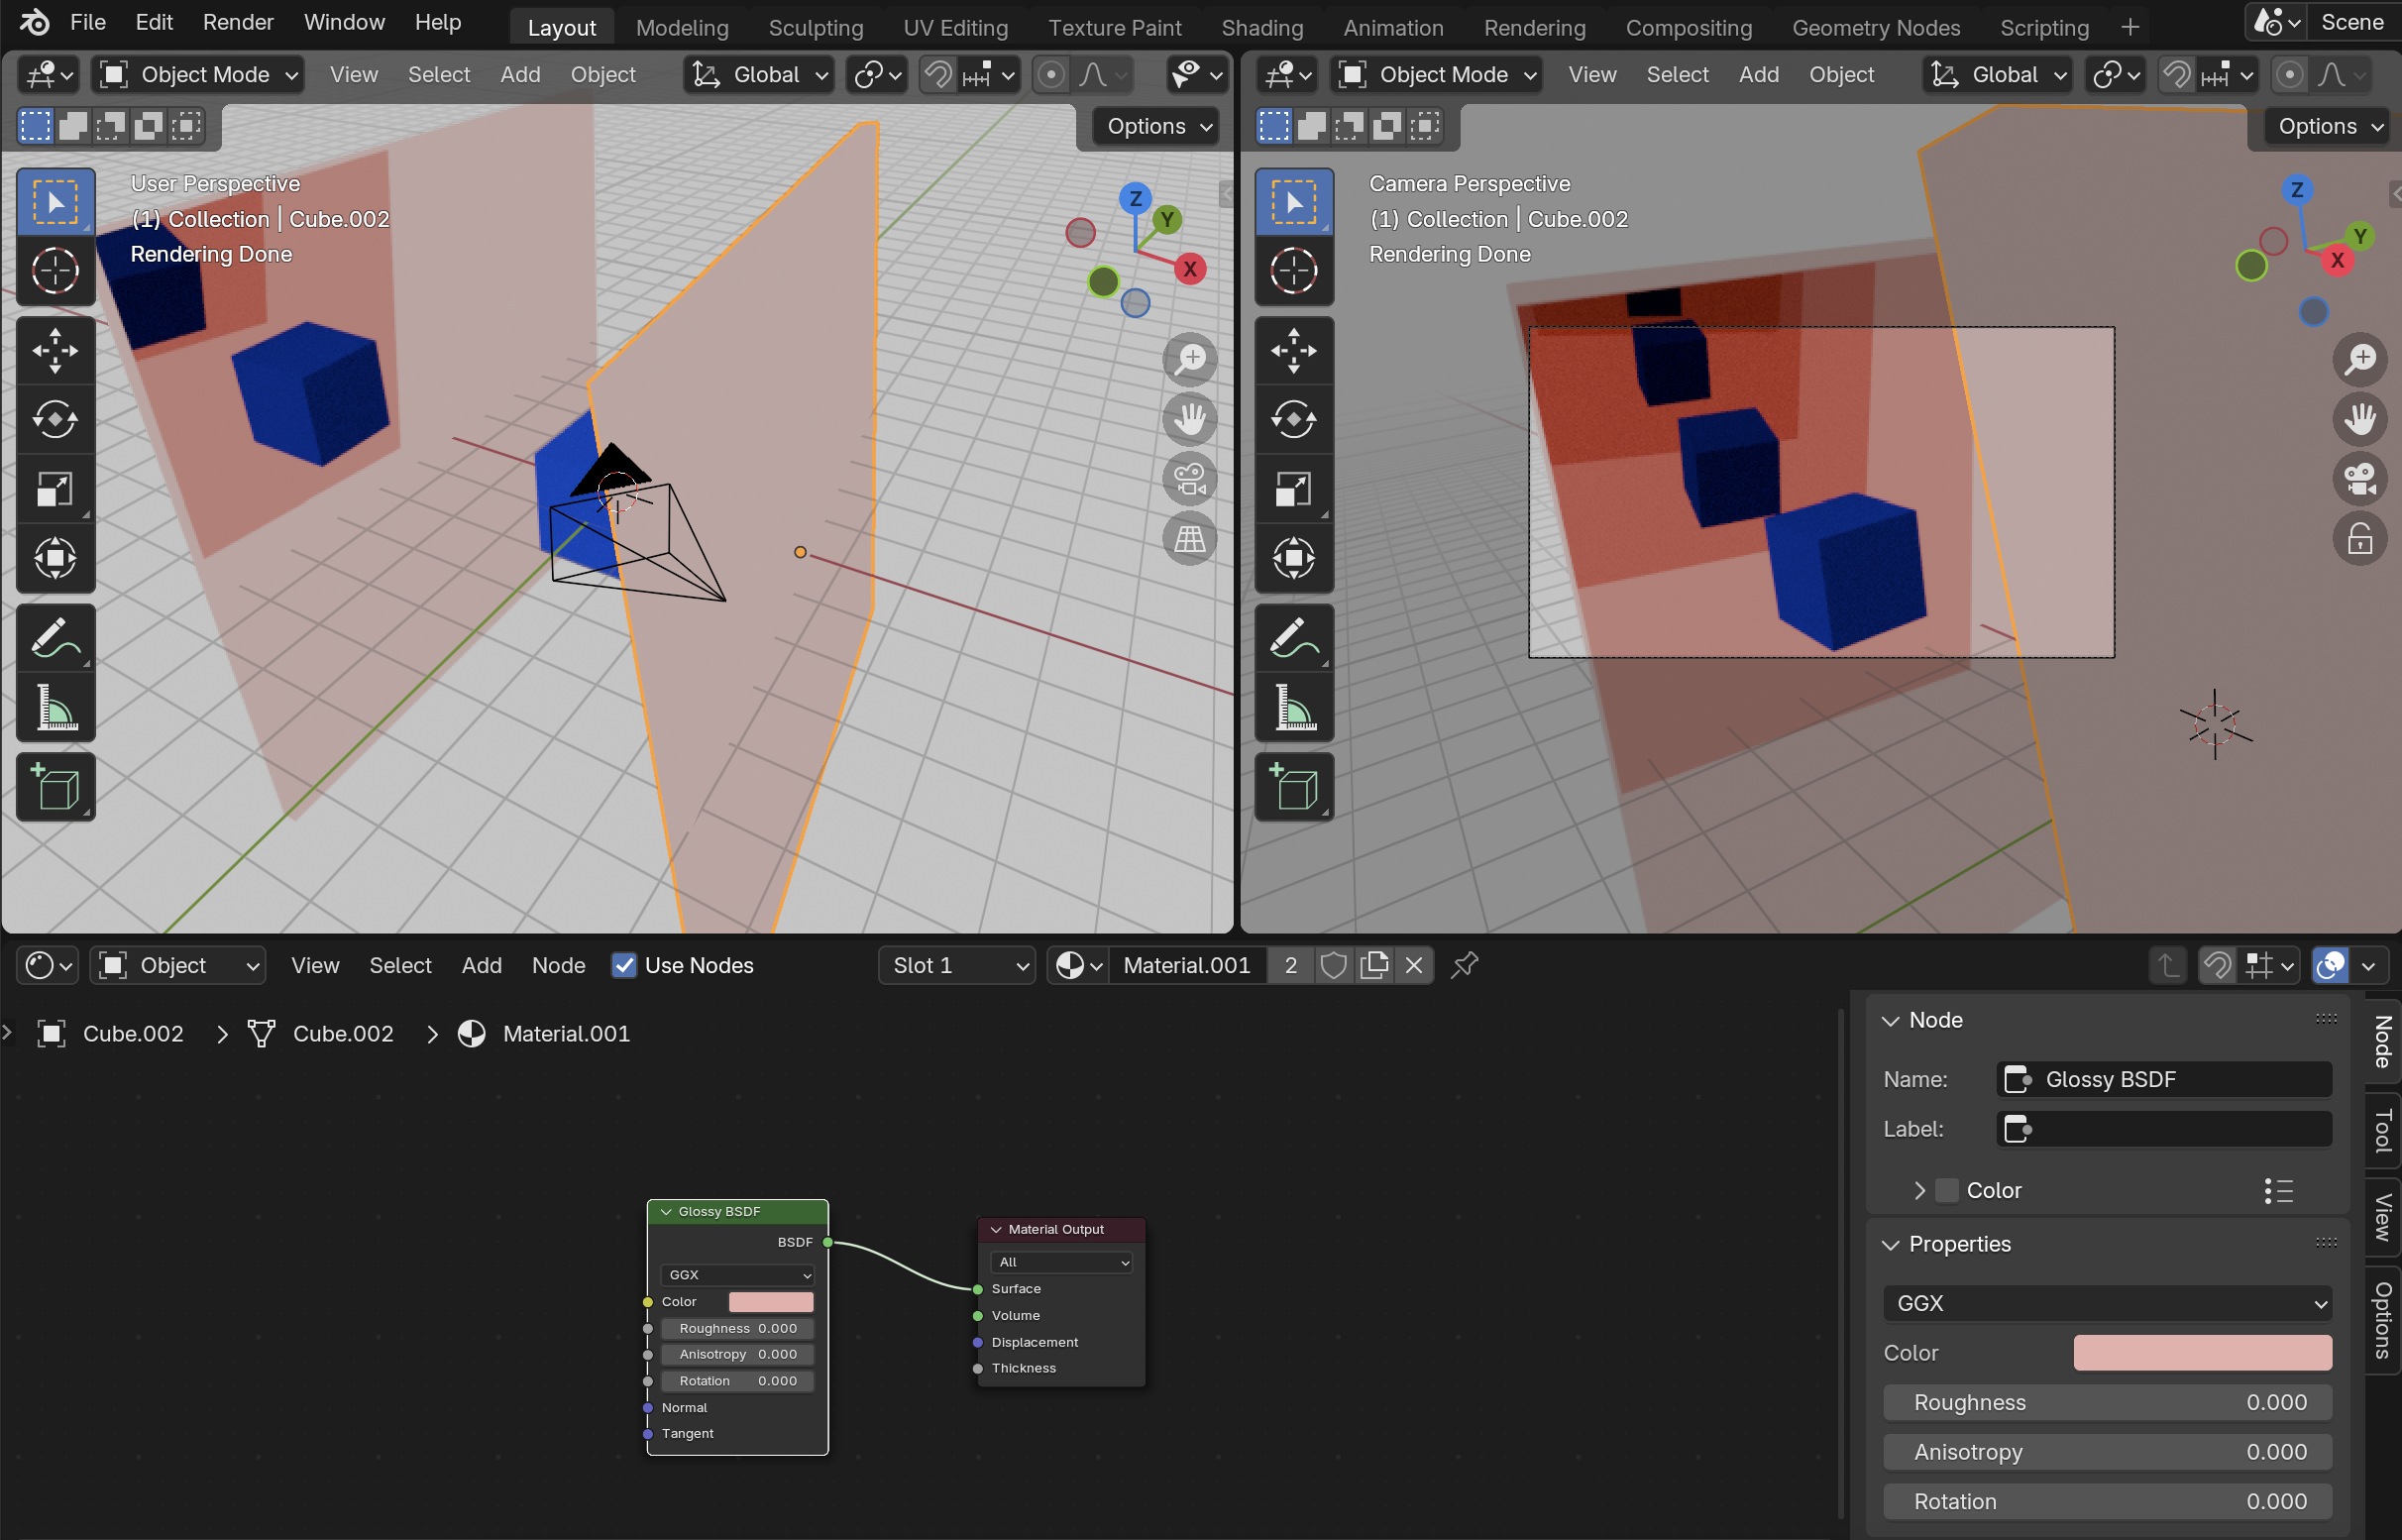 File Edit Render Window Help Layout Modeling Sculpting UV Editing Texture Paint Shading Animation Rendering Compositing Geometry Nodes Scripting + Scene
Object Mode View Select Add Object Global
Options
User Perspective
(1) Collection | Cube.002
Rendering Done
Z
Y
X
Object Mode View Select Add Object Global
Options
Camera Perspective
(1) Collection | Cube.002
Rendering Done
Z
Y
X
Object View Select Add Node Use Nodes Slot 1 Material.001 2
Cube.002 > Cube.002 > Material.001
Glossy BSDF
BSDF
GGX
Color
Roughness 0.000
Anisotropy 0.000
Rotation 0.000
Normal
Tangent
Material Output
All
Surface
Volume
Displacement
Thickness
Node
Name: Glossy BSDF
Label:
Color
Properties
GGX
Color
Roughness 0.000
Anisotropy 0.000
Rotation 0.000
Node
Tool
View
Options